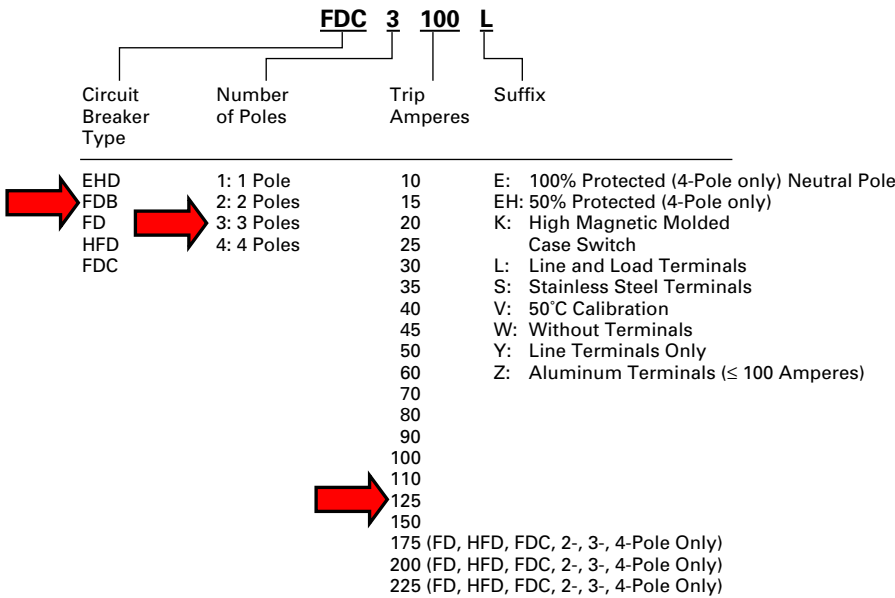 FDC 3 100 L
Circuit Breaker Type
Number of Poles
Trip Amperes
Suffix
EHD
FDB
FD
HFD
FDC
1: 1 Pole
2: 2 Poles
3: 3 Poles
4: 4 Poles
10
15
20
25
30
35
40
45
50
60
70
80
90
100
110
125
150
175 (FD, HFD, FDC, 2-, 3-, 4-Pole Only)
200 (FD, HFD, FDC, 2-, 3-, 4-Pole Only)
225 (FD, HFD, FDC, 2-, 3-, 4-Pole Only)
E: 100% Protected (4-Pole only) Neutral Pole
EH: 50% Protected (4-Pole only)
K: High Magnetic Molded
Case Switch
L: Line and Load Terminals
S: Stainless Steel Terminals
V: 50°C Calibration
W: Without Terminals
Y: Line Terminals Only
Z: Aluminum Terminals (≤ 100 Amperes)